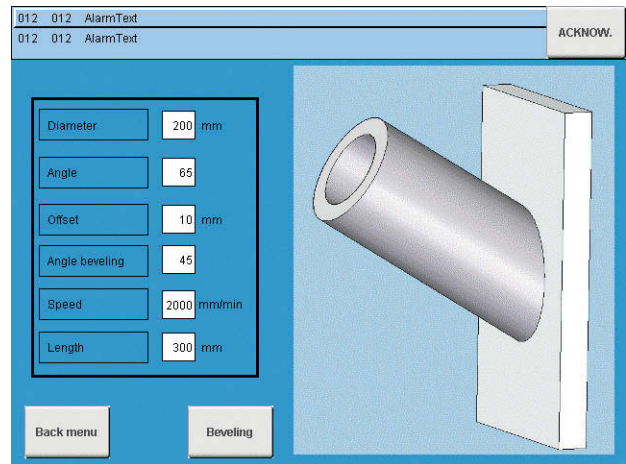 012 012 AlarmText
012 012 AlarmText
ACKNOW.
Diameter 200 mm
Angle 65
Offset 10 mm
Angle beveling 45
Speed 2000 mm/min
Length 300 mm
Back menu
Beveling